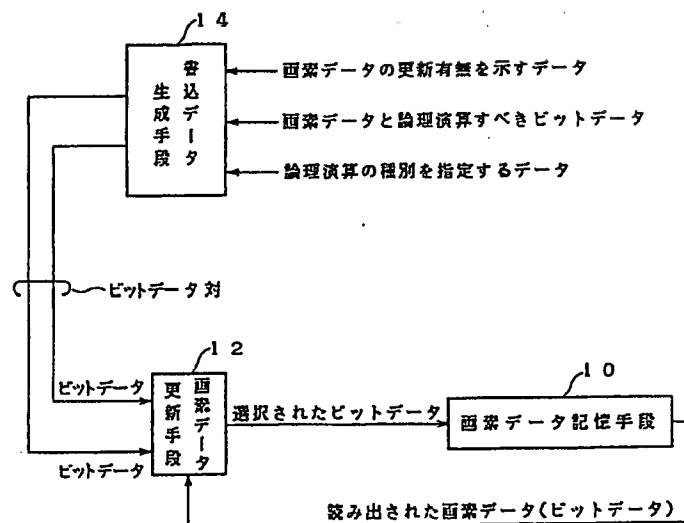 14
書込データ
生成手段
画素データの更新有無を示すデータ
画素データと論理演算すべきビットデータ
論理演算の種別を指定するデータ
ビットデータ対
12
10
ビットデータ
画素データ
更新手段
選択されたビットデータ
画素データ記憶手段
ビットデータ
読み出された画素データ(ビットデータ)